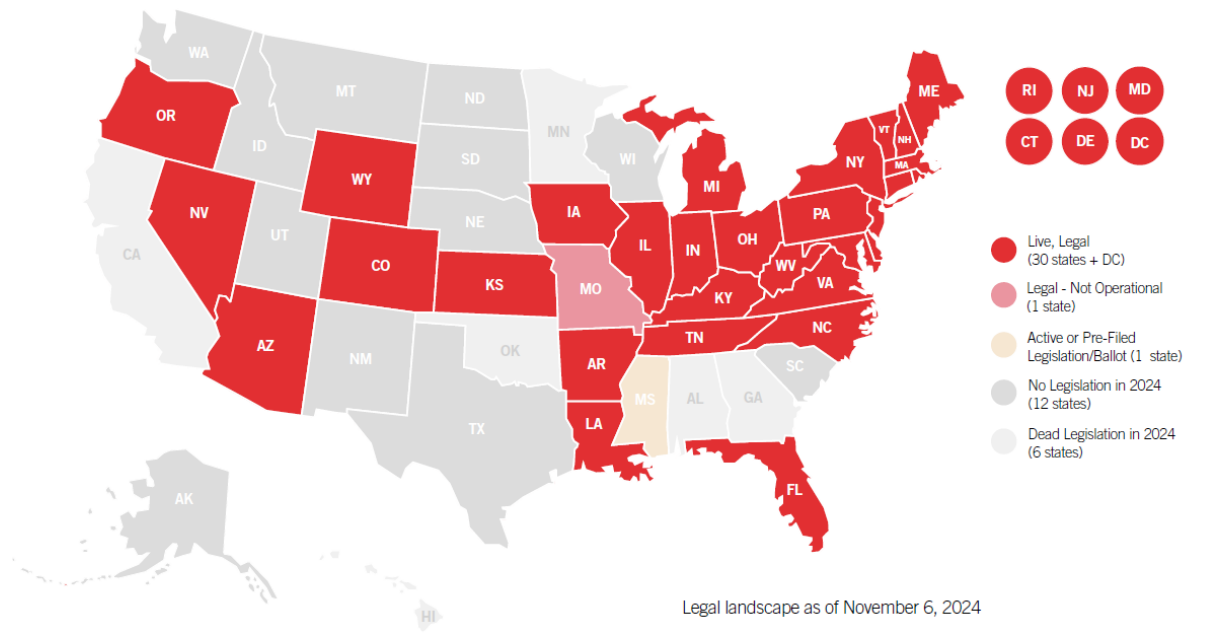 WA
MT
ND
MN
ME
OR
ID
SD
WI
VT
NH
MA
NY
WY
MI
NV
UT
NE
IA
PA
CA
CO
KS
MO
IL
IN
OH
WV
VA
KY
NC
AZ
NM
OK
TN
AR
SC
TX
LA
MS
AL
GA
FL
AK
HI
RI NJ MD
CT DE DC
Live, Legal
(30 states + DC)
Legal - Not Operational
(1 state)
Active or Pre-Filed
Legislation/Ballot (1 state)
No Legislation in 2024
(12 states)
Dead Legislation in 2024
(6 states)
Legal landscape as of November 6, 2024